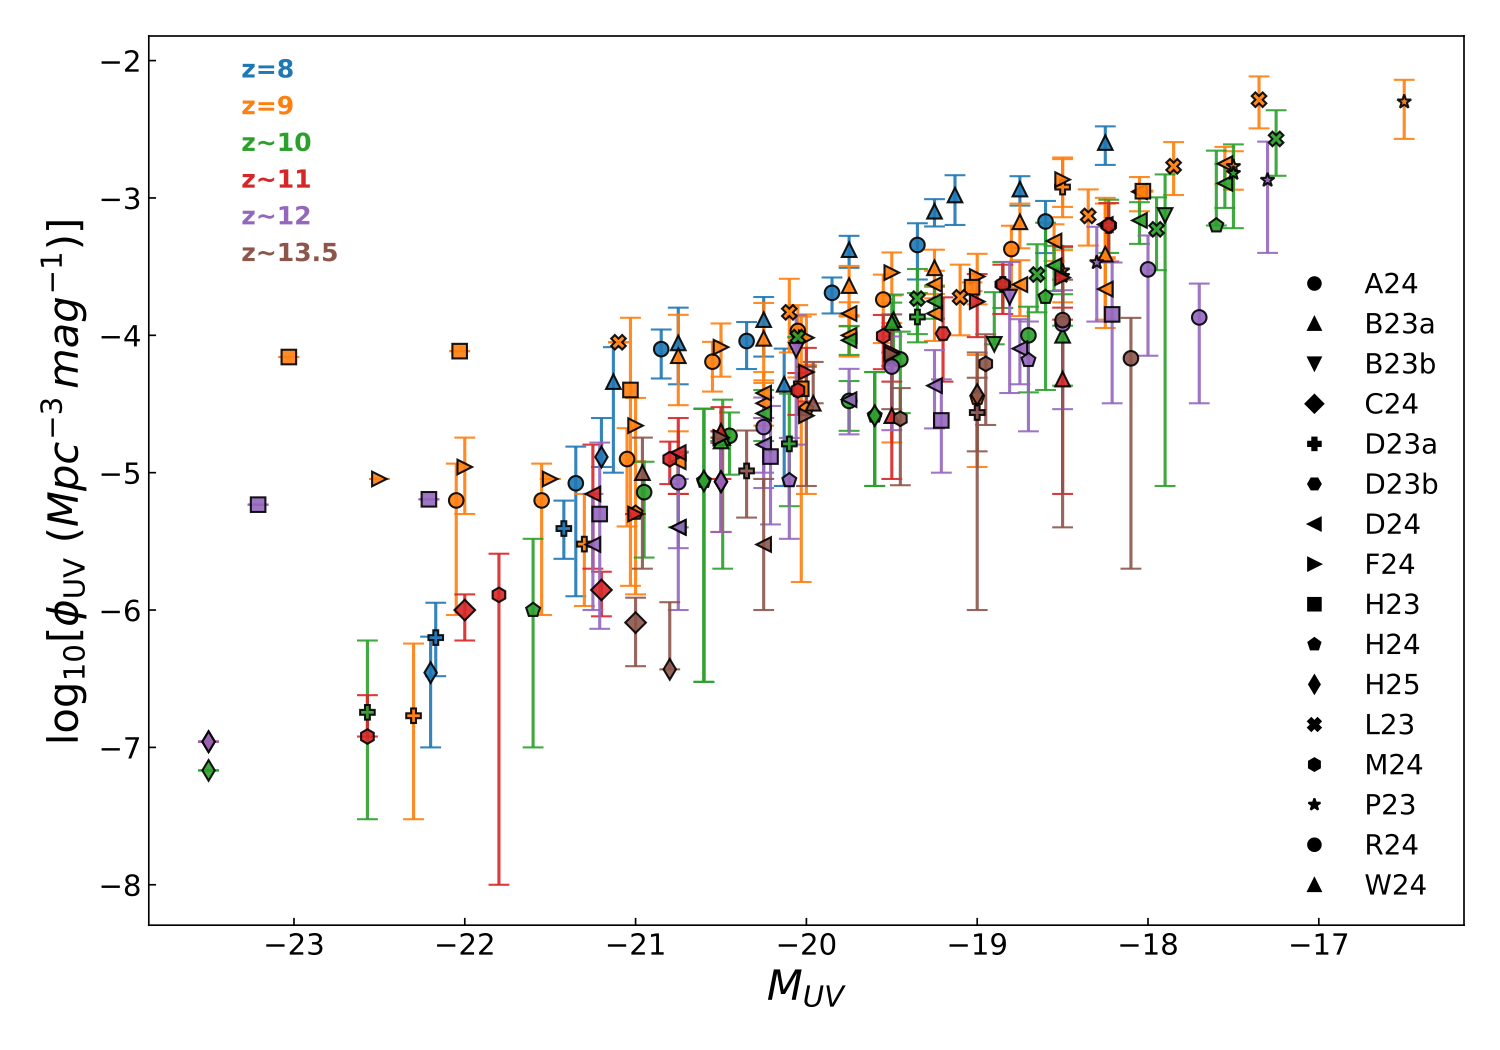 −2
−3
−4
−5
−6
−7
−8
log₁₀[ϕ_UV (Mpc⁻³ mag⁻¹)]
z=8
z=9
z~10
z~11
z~12
z~13.5
A24
B23a
B23b
C24
D23a
D23b
D24
F24
H23
H24
H25
L23
M24
P23
R24
W24
−23 −22 −21 −20 −19 −18 −17
M_UV